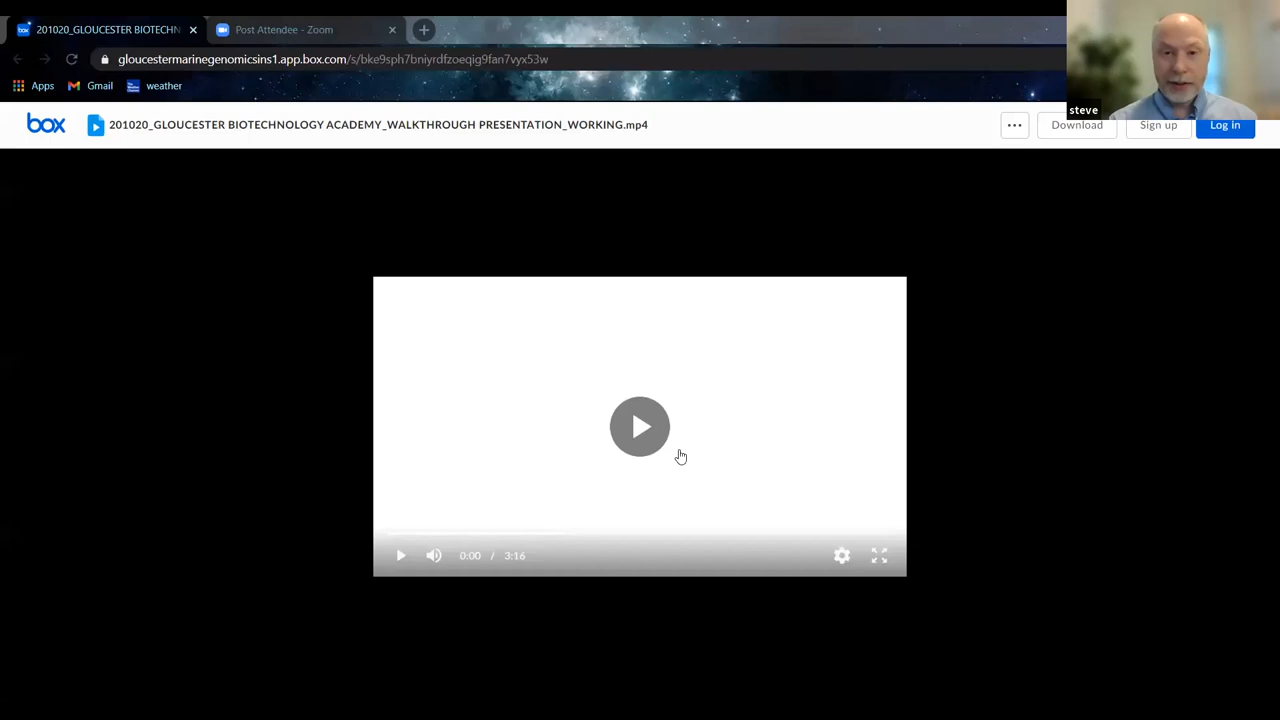 201020_GLOUCESTER BIOTECHN
Post Attendee - Zoom
gloucestermarinegenomicsins1.app.box.com/s/bke9sph7bniyrdfzoeqig9fan7vyx53w
Apps
Gmail
weather
steve
box
201020_GLOUCESTER BIOTECHNOLOGY ACADEMY_WALKTHROUGH PRESENTATION_WORKING.mp4
Download
Sign up
Log in
0:00 / 3:16